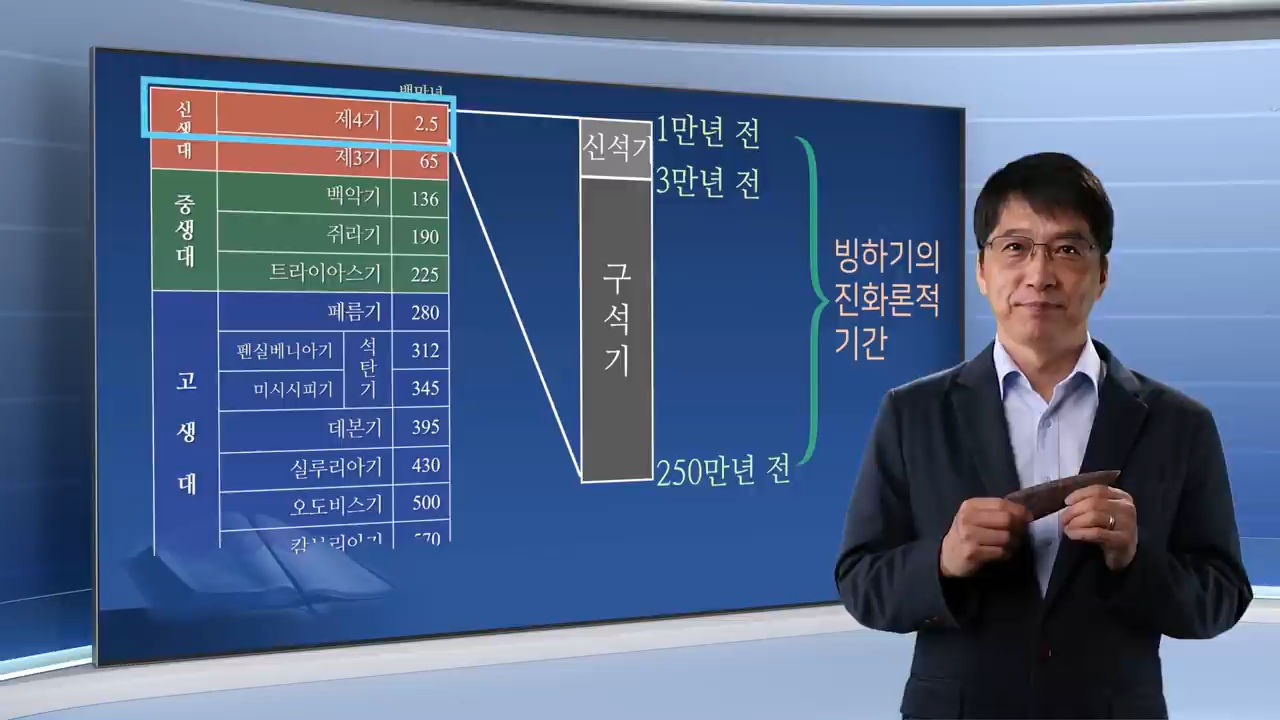 백만년
신생대
제4기 2.5
제3기 65
중생대
백악기 136
쥐라기 190
트라이아스기 225
고생대
페름기 280
펜실베니아기 312
석탄기
미시시피기 345
데본기 395
실루리아기 430
오도비스기 500
신석기
구석기
1만년 전
3만년 전
250만년 전
빙하기의
진화론적
기간